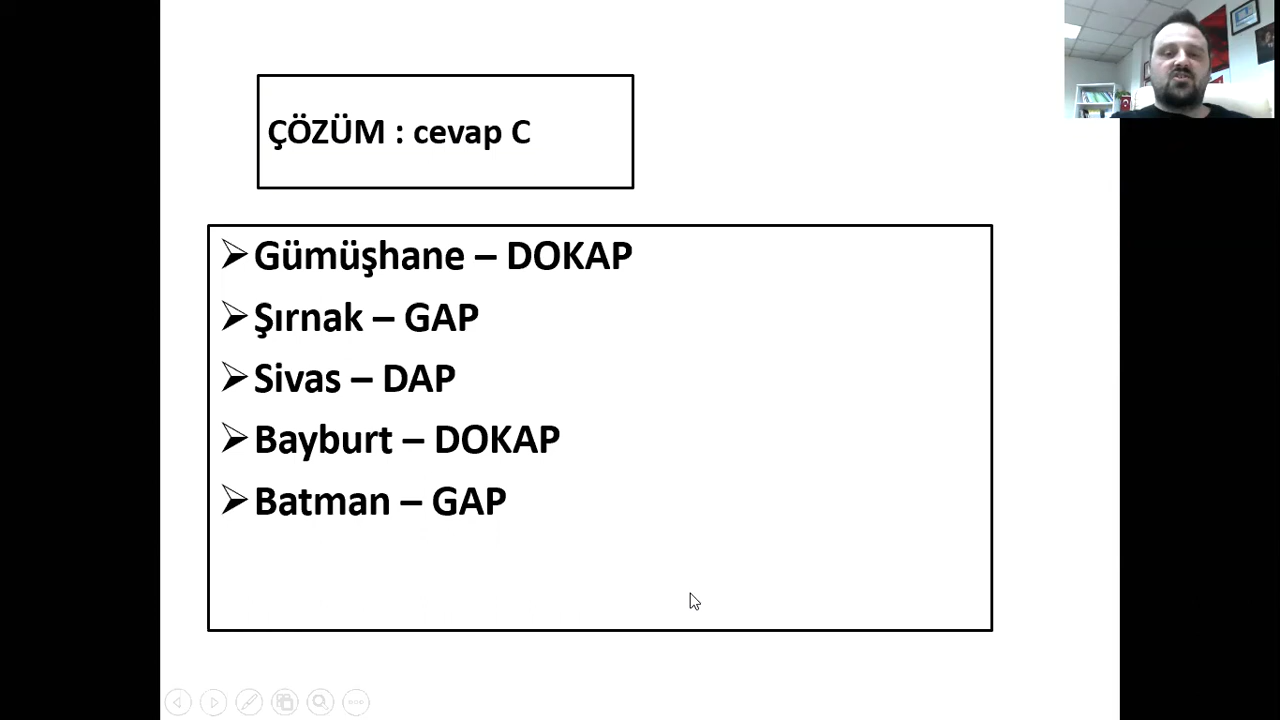 ÇÖZÜM : cevap C
Gümüşhane – DOKAP
Şırnak – GAP
Sivas – DAP
Bayburt – DOKAP
Batman – GAP